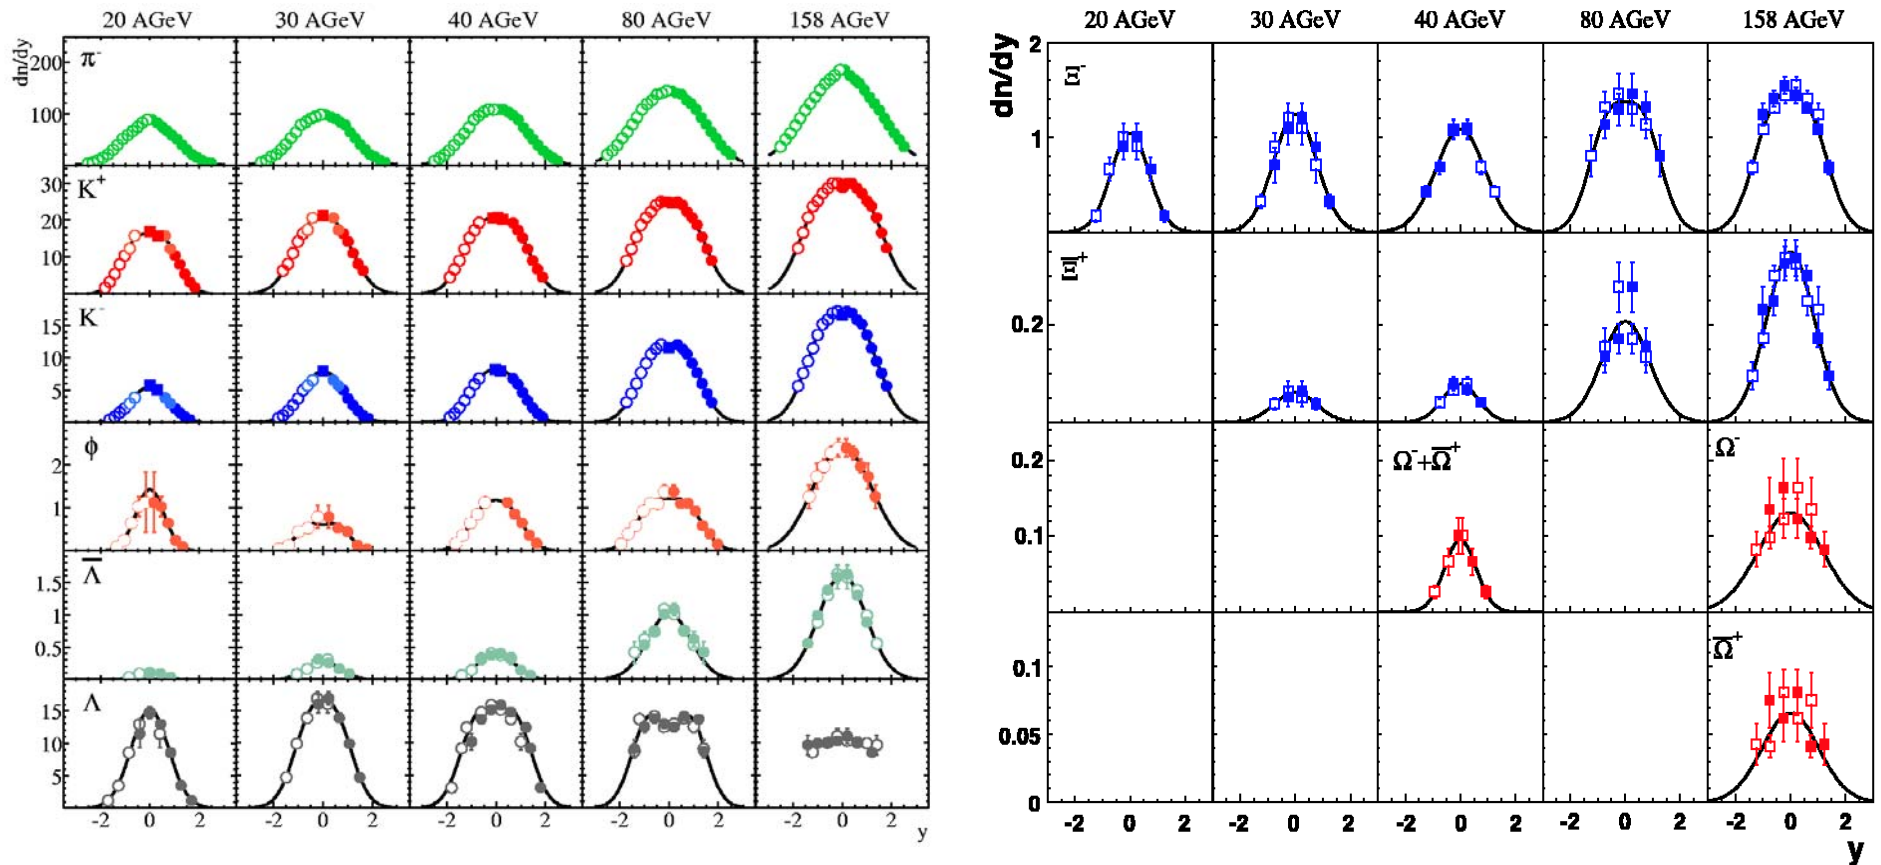 20 AGeV 30 AGeV 40 AGeV 80 AGeV 158 AGeV
dn/dy
π-
200
100
K+
30
20
10
K-
15
10
5
ϕ
2
1
Λ̅
1.5
1
0.5
Λ
15
10
5
-2 0 2 -2 0 2 -2 0 2 -2 0 2 -2 0 2 y
20 AGeV 30 AGeV 40 AGeV 80 AGeV 158 AGeV
dn/dy
2
Ξ-
1
Ξ̅+
0.2
Ω-+Ω̅+ Ω-
0.2
0.1
Ω̅+
0.1
0.05
0
-2 0 2 -2 0 2 -2 0 2 -2 0 2 -2 0 2
y